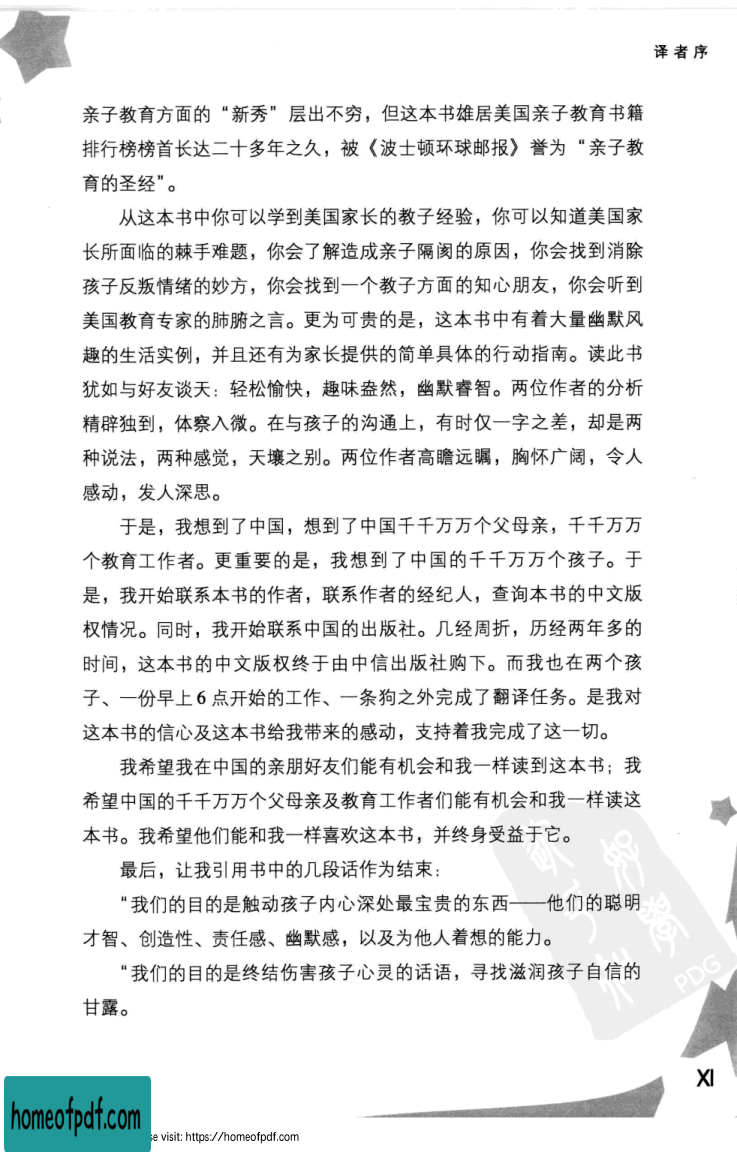 译者序
亲子教育方面的“新秀”层出不穷，但这本书雄居美国亲子教育书籍
排行榜榜首长达二十多年之久，被《波士顿环球邮报》誉为“亲子教
育的圣经”。
从这本书中你可以学到美国家长的教子经验，你可以知道美国家
长所面临的棘手难题，你会了解造成亲子隔阂的原因，你会找到消除
孩子反叛情绪的妙方，你会找到一个教子方面的知心朋友，你会听到
美国教育专家的肺腑之言。更为可贵的是，这本书中有着大量幽默风
趣的生活实例，并且还有为家长提供的简单具体的行动指南。读此书
犹如与好友谈天：轻松愉快，趣味盎然，幽默睿智。两位作者的分析
精辟独到，体察入微。在与孩子的沟通上，有时仅一字之差，却是两
种说法，两种感觉，天壤之别。两位作者高瞻远瞩，胸怀广阔，令人
感动，发人深思。
于是，我想到了中国，想到了中国千千万万个父母亲，千千万万
个教育工作者。更重要的是，我想到了中国的千千万万个孩子。于
是，我开始联系本书的作者，联系作者的经纪人，查询本书的中文版
权情况。同时，我开始联系中国的出版社。几经周折，历经两年多的
时间，这本书的中文版权终于由中信出版社购下。而我也在两个孩
子、一份早上6点开始的工作、一条狗之外完成了翻译任务。是我对
这本书的信心及这本书给我带来的感动，支持着我完成了这一切。
我希望我在中国的亲朋好友们能有机会和我一样读到这本书；我
希望中国的千千万万个父母亲及教育工作者们能有机会和我一样读这
本书。我希望他们能和我一样喜欢这本书，并终身受益于它。
最后，让我引用书中的几段话作为结束：
“我们的目的是触动孩子内心深处最宝贵的东西——他们的聪明
才智、创造性、责任感、幽默感，以及为他人着想的能力。
“我们的目的是终结伤害孩子心灵的话语，寻找滋润孩子自信的
甘露。
PDG
XI
homeofpdf.com
se visit: https://homeofpdf.com